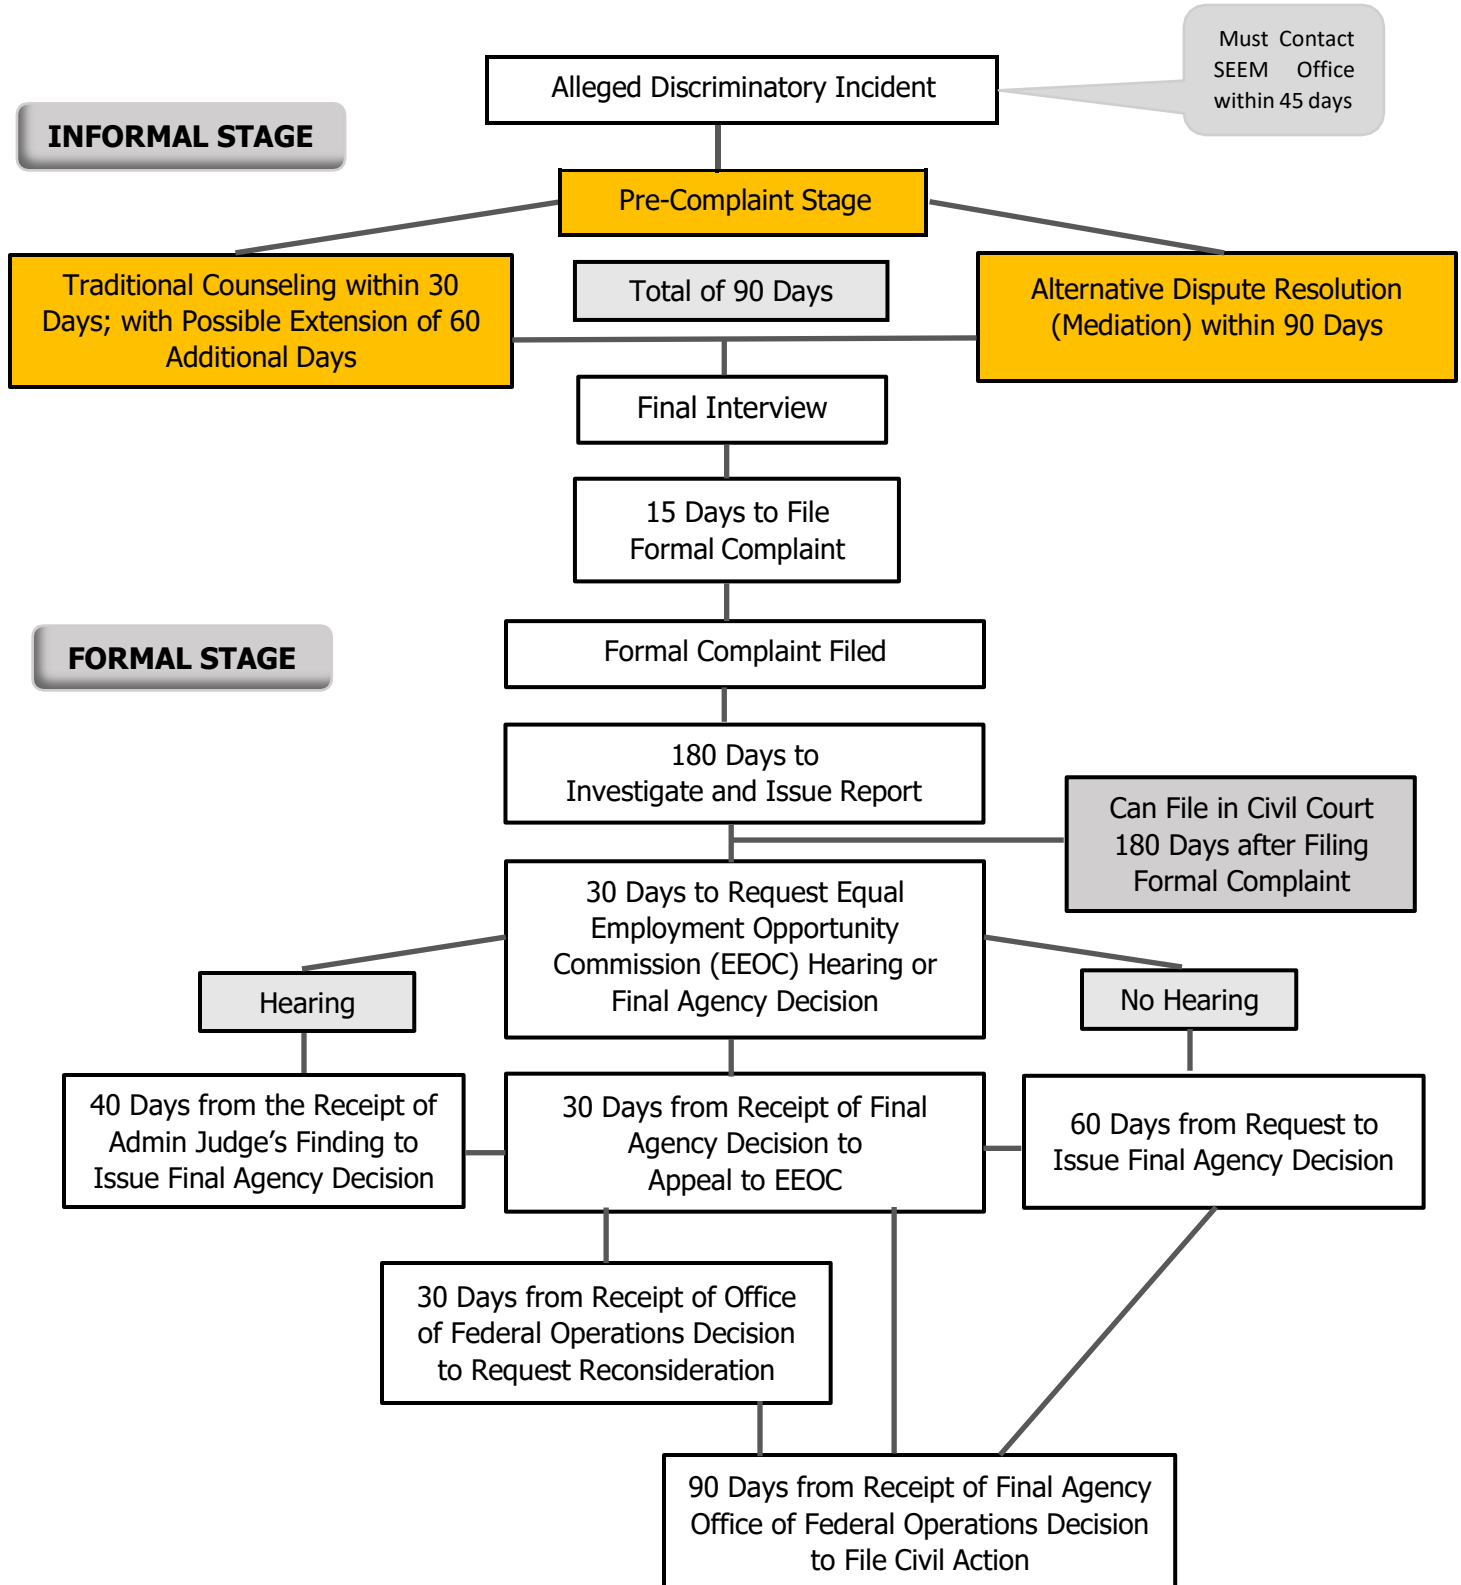 Must Contact
SEEM Office
within 45 days
Alleged Discriminatory Incident
INFORMAL STAGE
Pre-Complaint Stage
Traditional Counseling within 30
Days; with Possible Extension of 60
Additional Days
Total of 90 Days
Alternative Dispute Resolution
(Mediation) within 90 Days
Final Interview
15 Days to File
Formal Complaint
FORMAL STAGE
Formal Complaint Filed
180 Days to
Investigate and Issue Report
Can File in Civil Court
180 Days after Filing
Formal Complaint
30 Days to Request Equal
Employment Opportunity
Commission (EEOC) Hearing or
Final Agency Decision
Hearing
No Hearing
40 Days from the Receipt of
Admin Judge’s Finding to
Issue Final Agency Decision
30 Days from Receipt of Final
Agency Decision to
Appeal to EEOC
60 Days from Request to
Issue Final Agency Decision
30 Days from Receipt of Office
of Federal Operations Decision
to Request Reconsideration
90 Days from Receipt of Final Agency
Office of Federal Operations Decision
to File Civil Action